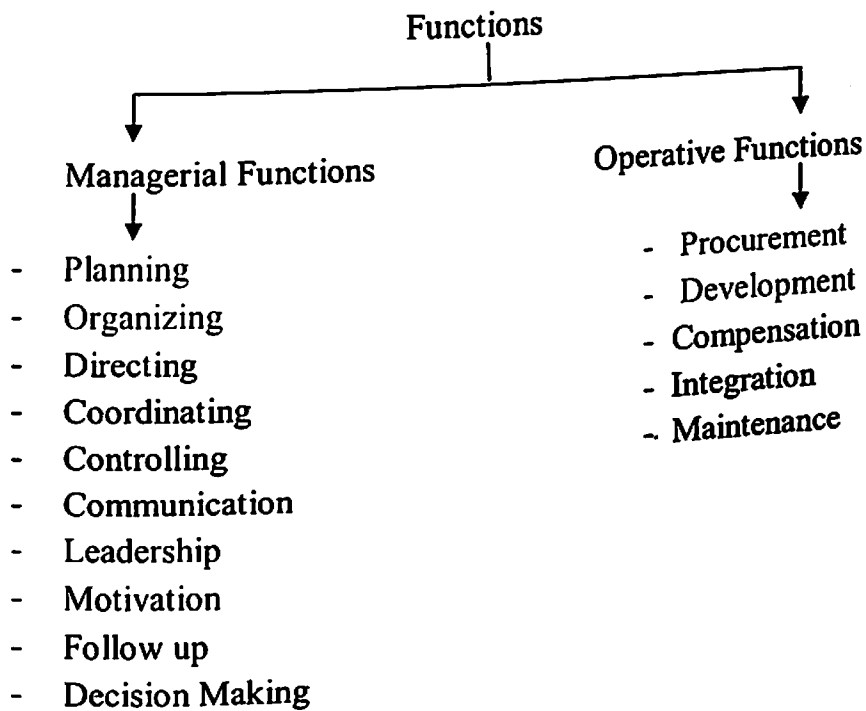 Functions
Managerial Functions
- Planning
- Organizing
- Directing
- Coordinating
- Controlling
- Communication
- Leadership
- Motivation
- Follow up
- Decision Making
Operative Functions
- Procurement
- Development
- Compensation
- Integration
- Maintenance